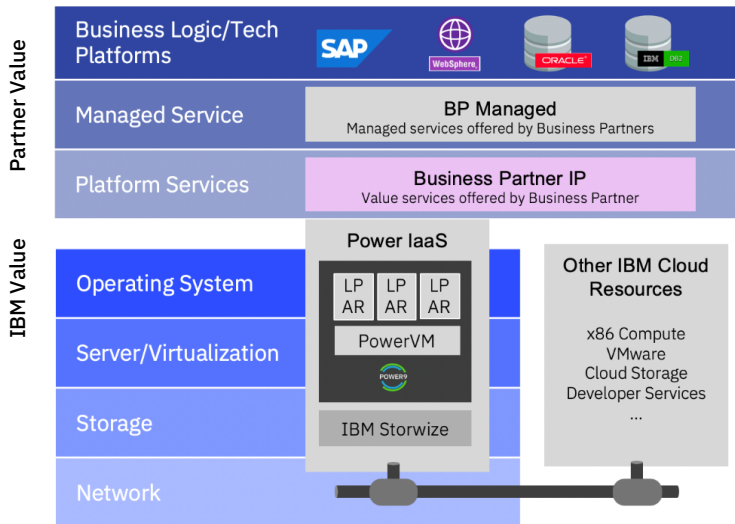 Partner Value
Business Logic/Tech
Platforms
SAP
WebSphere.
ORACLE
IBM DB2
Managed Service
BP Managed
Managed services offered by Business Partners
Platform Services
Business Partner IP
Value services offered by Business Partner
IBM Value
Operating System
Server/Virtualization
Storage
Network
Power IaaS
LP
AR
LP
AR
LP
AR
PowerVM
POWER9
IBM Storwize
Other IBM Cloud
Resources
x86 Compute
VMware
Cloud Storage
Developer Services
...